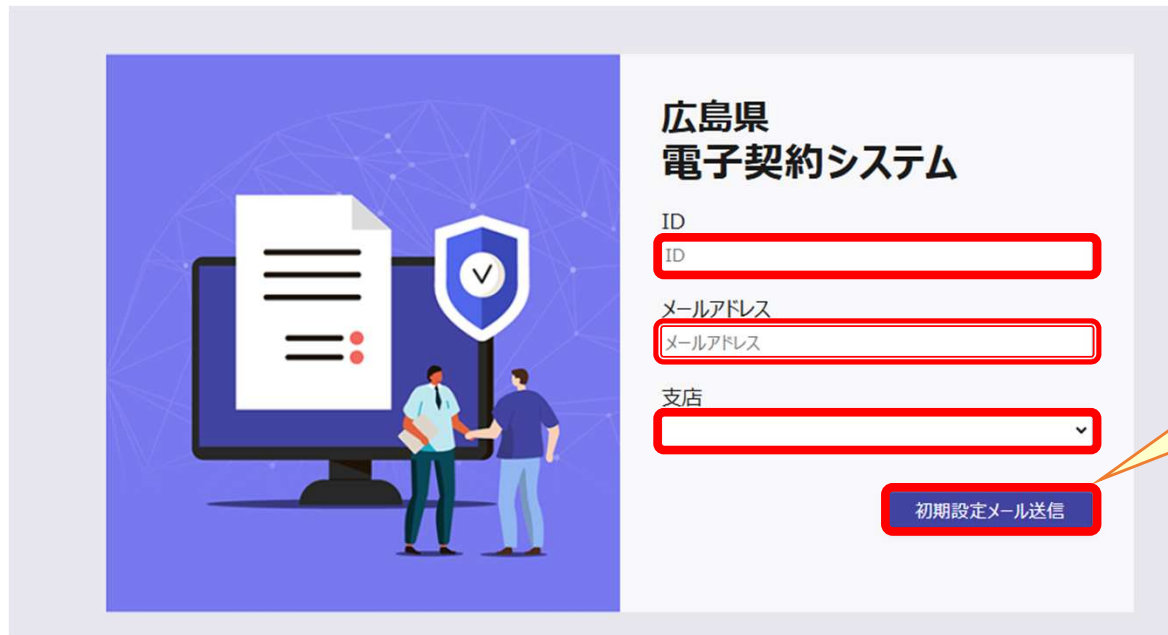 広島県
電子契約システム
ID
ID
メールアドレス
メールアドレス
支店
初期設定メール送信